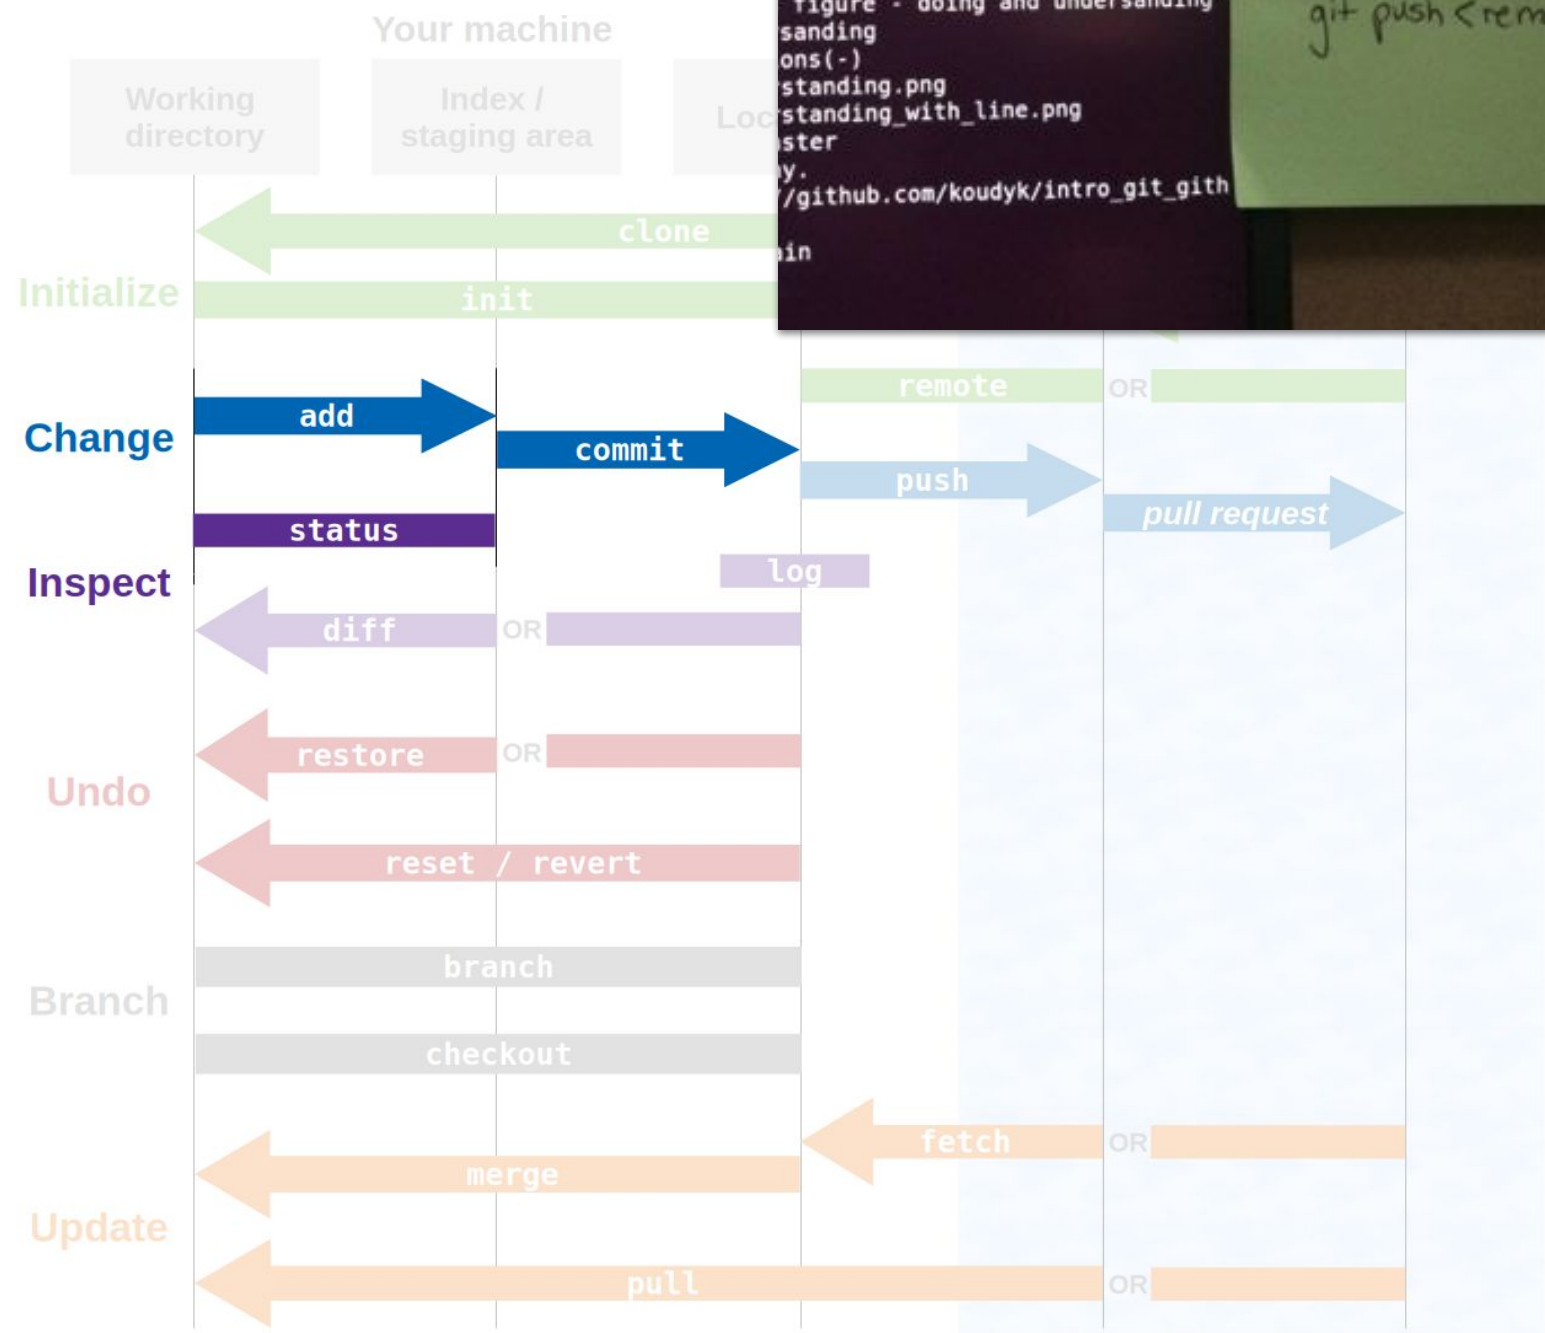 Your machine
Working
directory
Index /
staging area
Loc
figure - doing and undersanding
sanding
ons(-)
standing.png
standing_with_line.png
ster
y.
//github.com/koudyk/intro_git_gith
ain
git push <rem
clone
Initialize
init
remote OR
add
Change
commit
push
pull request
status
Inspect
log
diff OR
restore OR
Undo
reset / revert
branch
Branch
checkout
fetch OR
merge
Update
pull OR